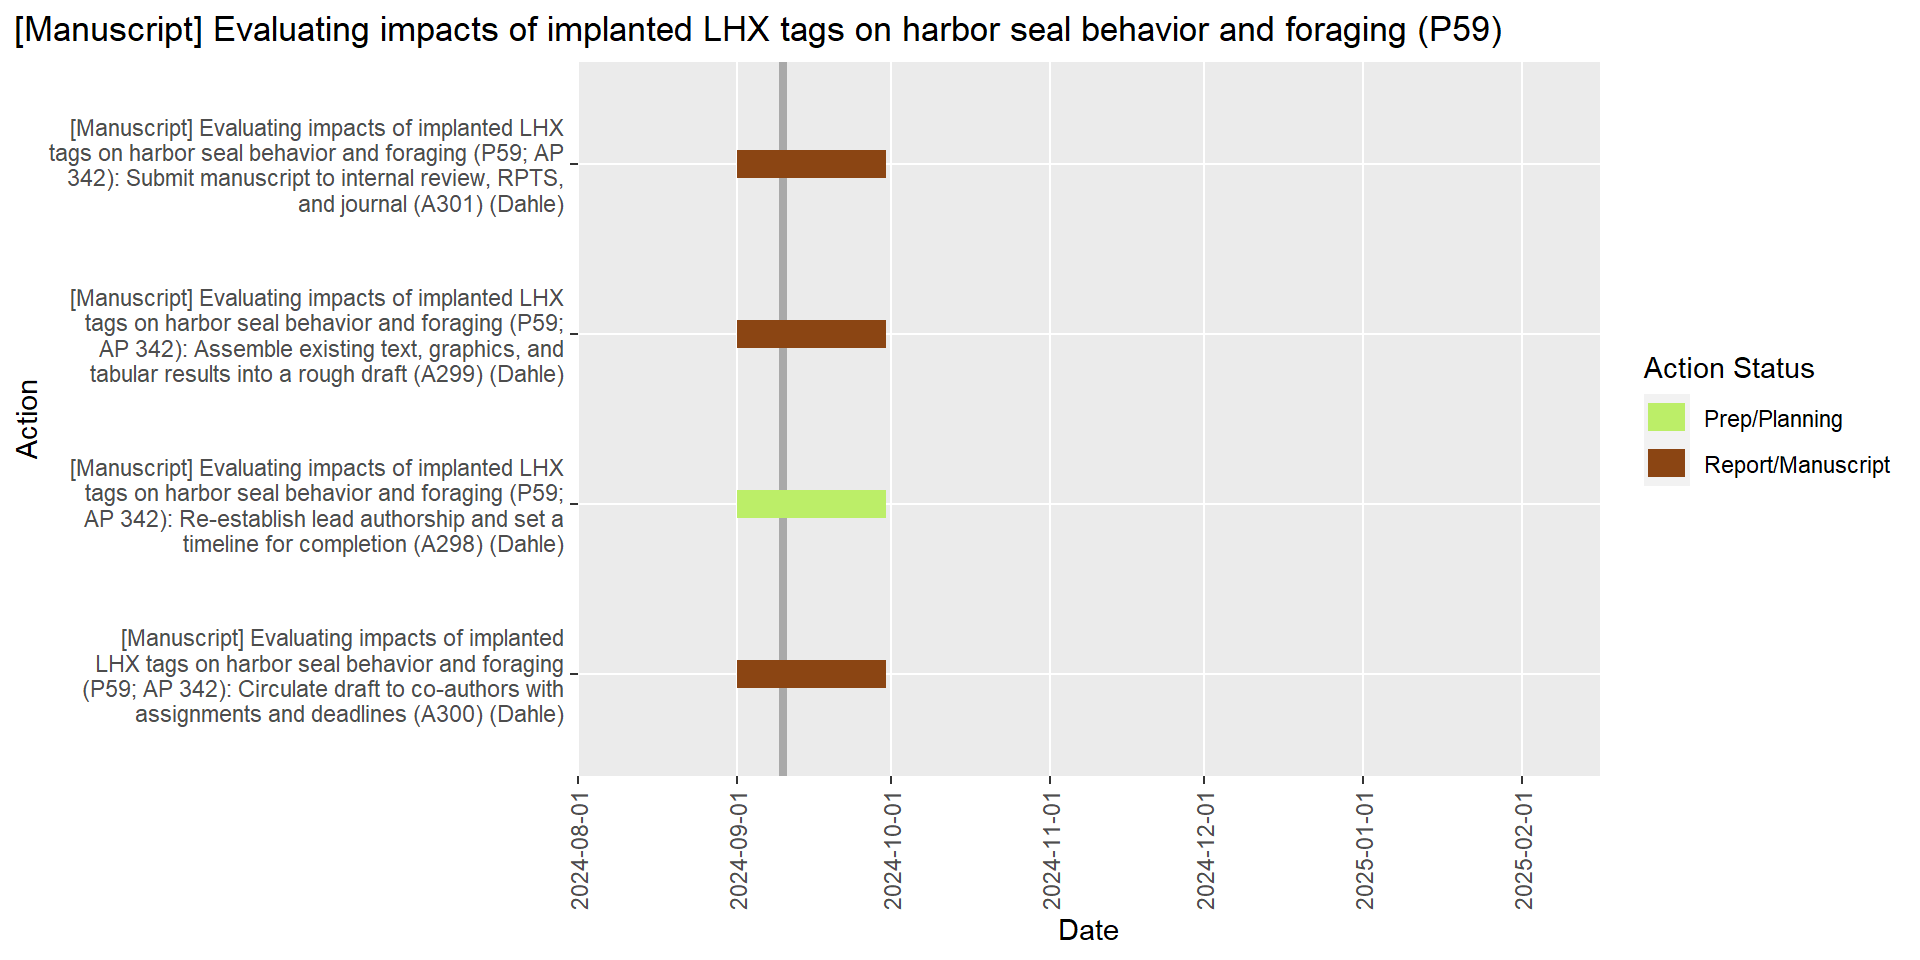 [Manuscript] Evaluating impacts of implanted LHX tags on harbor seal behavior and foraging (P59)
[Manuscript] Evaluating impacts of implanted LHX
tags on harbor seal behavior and foraging (P59; AP
342): Submit manuscript to internal review, RPTS,
and journal (A301) (Dahle)
[Manuscript] Evaluating impacts of implanted LHX
tags on harbor seal behavior and foraging (P59;
AP 342): Assemble existing text, graphics, and
tabular results into a rough draft (A299) (Dahle)
[Manuscript] Evaluating impacts of implanted LHX
tags on harbor seal behavior and foraging (P59;
AP 342): Re-establish lead authorship and set a
timeline for completion (A298) (Dahle)
[Manuscript] Evaluating impacts of implanted
LHX tags on harbor seal behavior and foraging
(P59; AP 342): Circulate draft to co-authors with
assignments and deadlines (A300) (Dahle)
Action
2024-08-01
2024-09-01
2024-10-01
2024-11-01
2024-12-01
2025-01-01
2025-02-01
Date
Action Status
Prep/Planning
Report/Manuscript